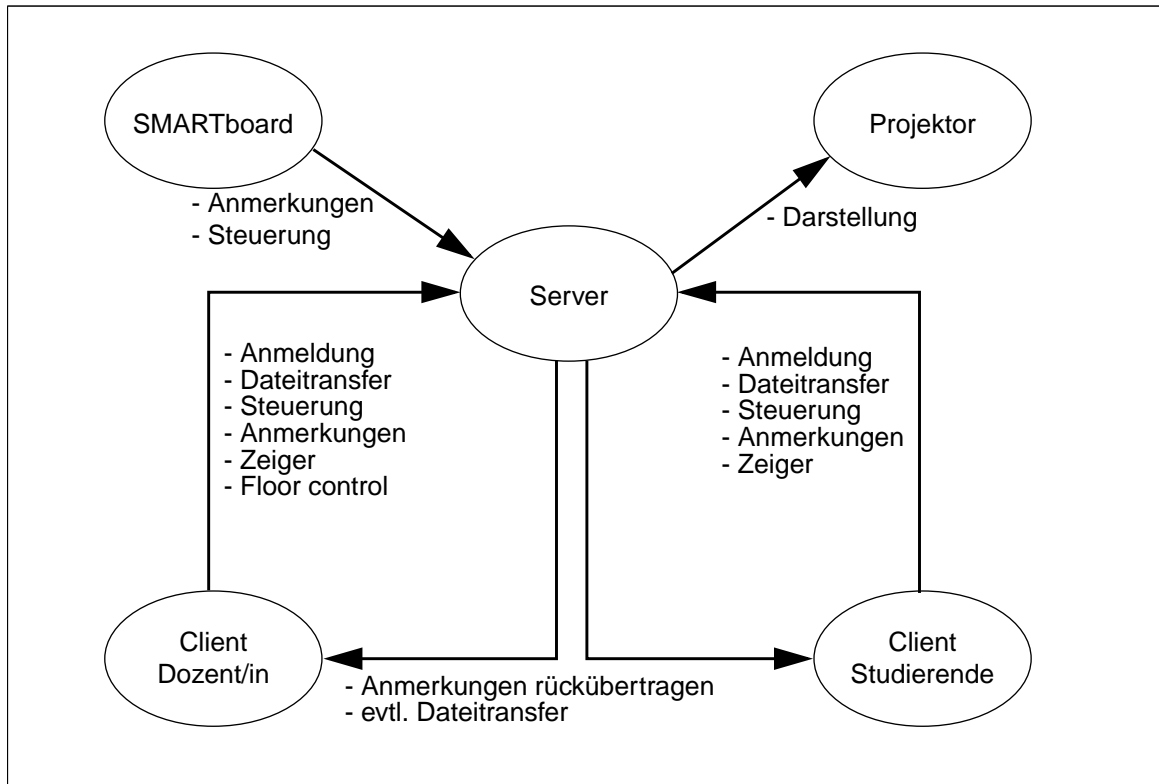 SMARTboard
Projektor
- Anmerkungen
- Steuerung
- Darstellung
Server
- Anmeldung
- Dateitransfer
- Steuerung
- Anmerkungen
- Zeiger
- Floor control
- Anmeldung
- Dateitransfer
- Steuerung
- Anmerkungen
- Zeiger
Client
Dozent/in
Client
Studierende
- Anmerkungen rückübertragen
- evtl. Dateitransfer